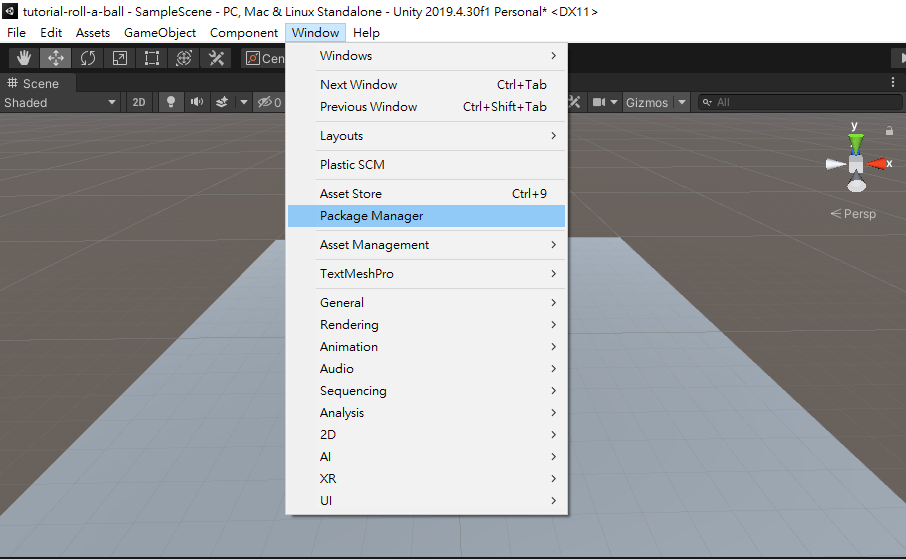 tutorial-roll-a-ball - SampleScene - PC, Mac & Linux Standalone - Unity 2019.4.30f1 Personal* <DX11>
File Edit Assets GameObject Component Window Help
Cen
Scene
Shaded 2D 0 Gizmos All
Windows
Next Window Ctrl+Tab
Previous Window Ctrl+Shift+Tab
Layouts
Plastic SCM
Asset Store Ctrl+9
Package Manager
Asset Management
TextMeshPro
General
Rendering
Animation
Audio
Sequencing
Analysis
2D
AI
XR
UI
y
x
Persp